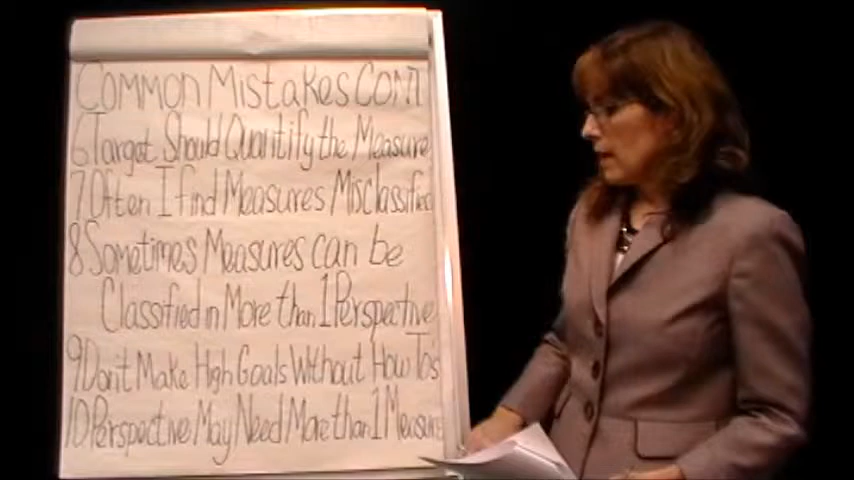 Common Mistakes Cont
6 Target Should Quantify the Measure
7 Often I find Measures Misclassified
8 Sometimes Measures can be
Classified in More than 1 Perspective
9 Don't Make High Goals Without How To's
10 Perspective May Need More than 1 Measure